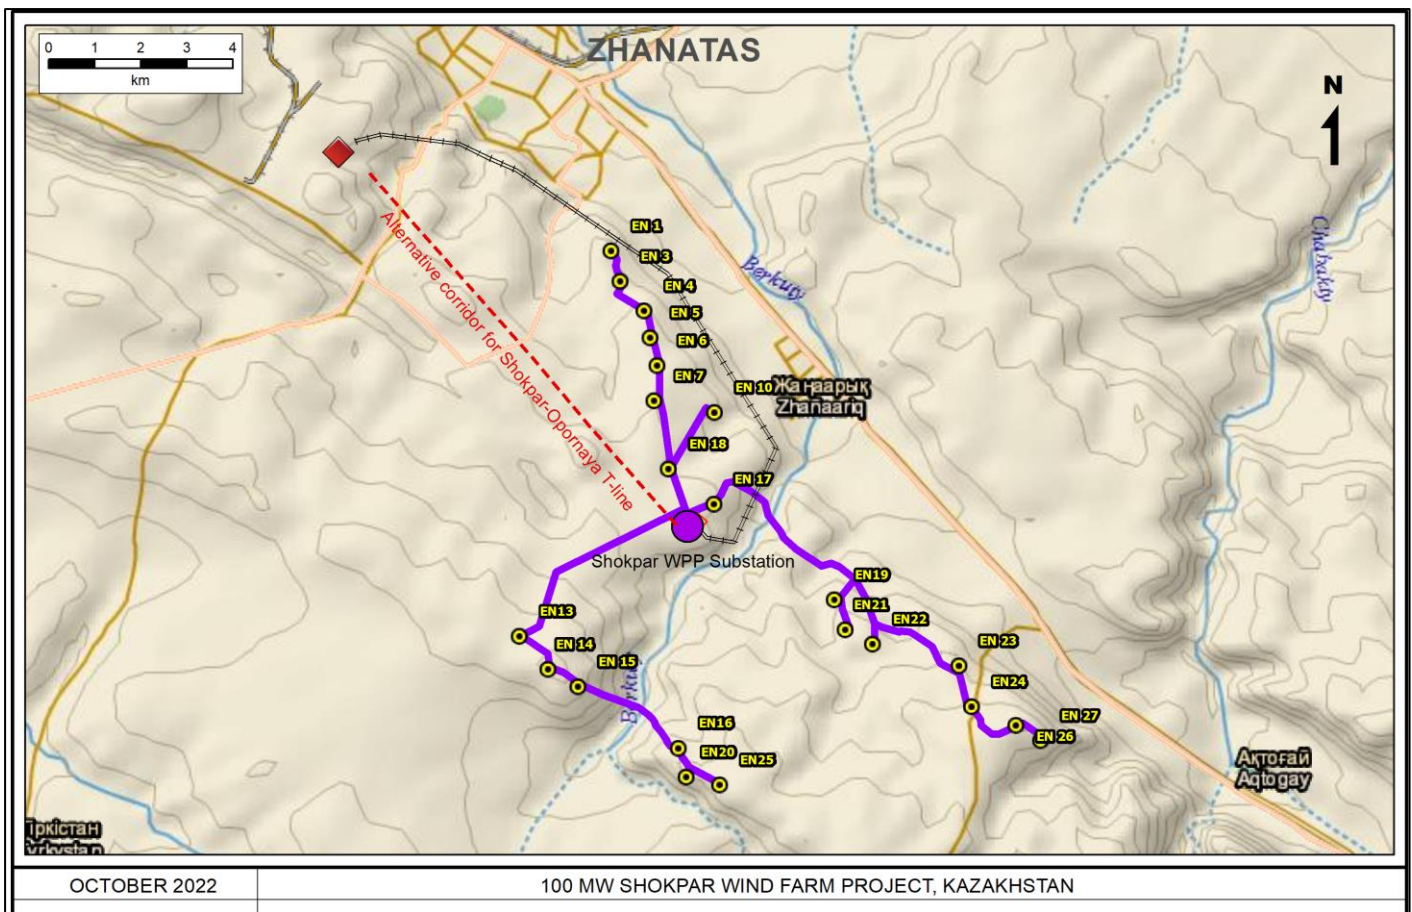 0 1 2 3 4
km
ZHANATAS
N
EN 1
EN 3
EN 4
EN 5
EN 6
EN 7
EN 10
EN 18
EN 17
Berkuty
Chabakty
Жаңаарық
Zhanaariq
Alternative corridor for Shokpar-Opornaya T-line
Shokpar WPP Substation
EN19
EN21
EN22
EN13
EN 14
EN 15
EN 23
EN24
EN 27
EN 26
EN16
EN20
EN25
Ақтоғай
Aqtogay
OCTOBER 2022
100 MW SHOKPAR WIND FARM PROJECT, KAZAKHSTAN